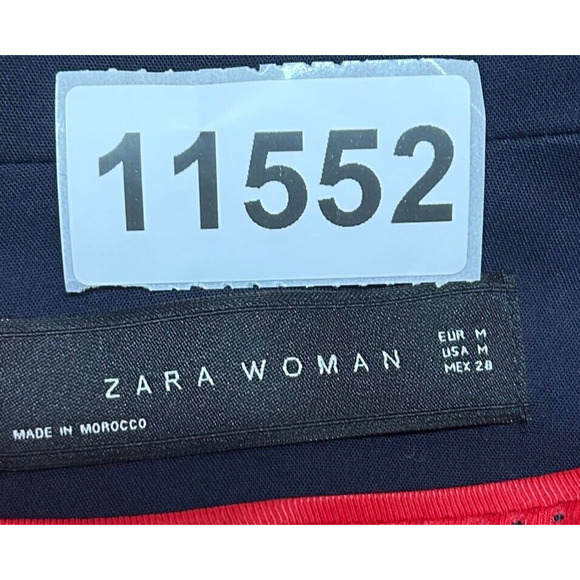 11552
ZARA WOMAN
EUR M
USA M
MEX 28
MADE IN MOROCCO